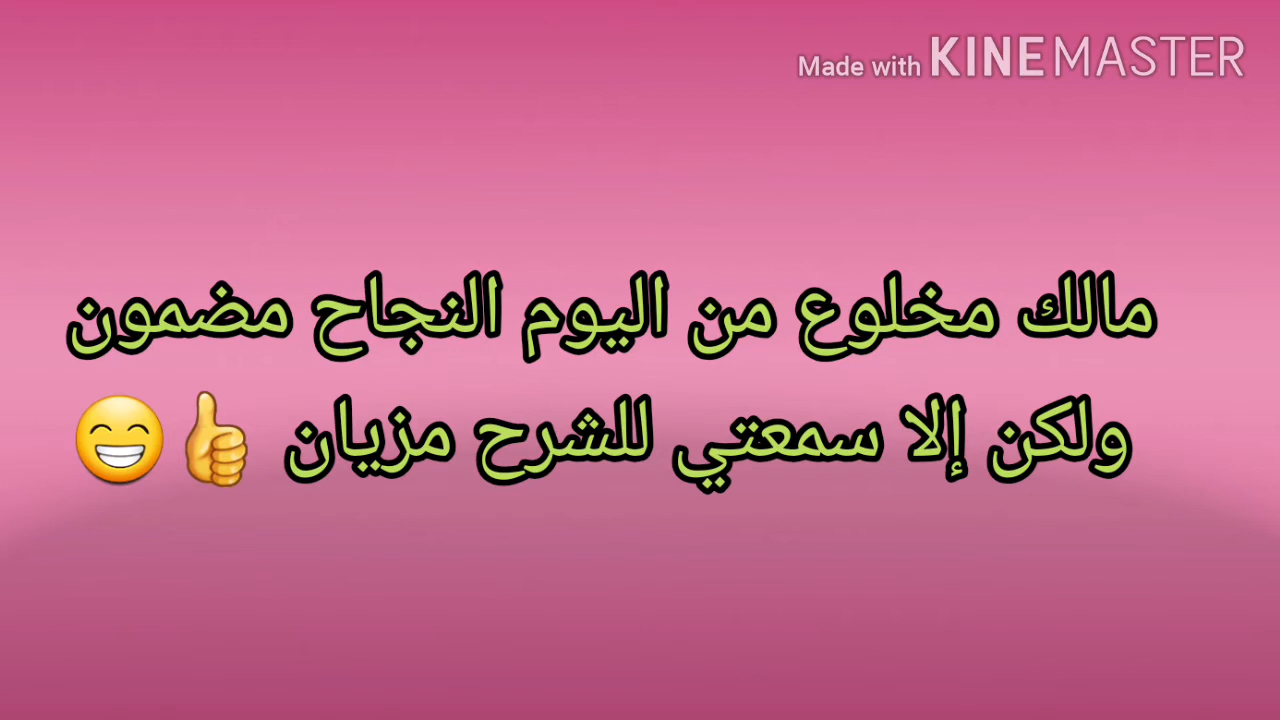 Made with KINEMASTER
مالك مخلوع من اليوم النجاح مضمون
ولكن إلا سمعتي للشرح مزيان 👍😁